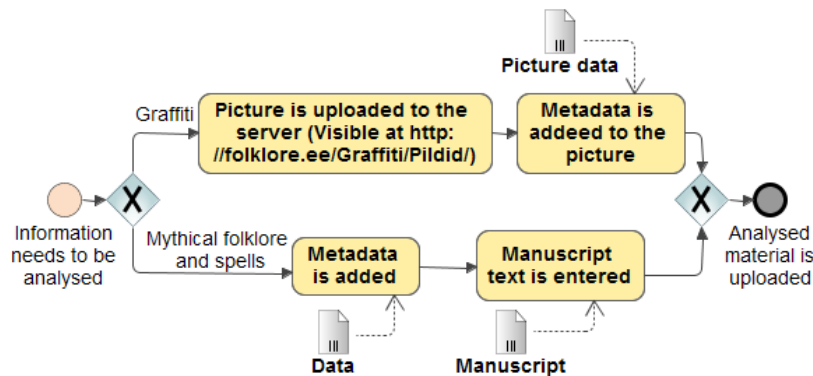 Picture data
Graffiti
Picture is uploaded to the
server (Visible at http:
//folklore.ee/Graffiti/Pildid/)
Metadata is
addeed to the
picture
X
X
Information
needs to be
analysed
Mythical folklore
and spells
Metadata
is added
Manuscript
text is entered
Analysed
material is
uploaded
Data
Manuscript